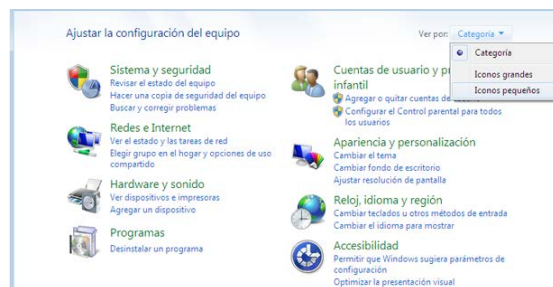 Ajustar la configuración del equipo
Ver por: Categoría
Categoría
Iconos grandes
Iconos pequeños
Sistema y seguridad
Revisar el estado del equipo
Hacer una copia de seguridad del equipo
Buscar y corregir problemas
Redes e Internet
Ver el estado y las tareas de red
Elegir grupo en el hogar y opciones de uso
compartido
Hardware y sonido
Ver dispositivos e impresoras
Agregar un dispositivo
Programas
Desinstalar un programa
Cuentas de usuario y
infantil
Agregar o quitar cuentas de
Configurar el Control parental para todos
los usuarios
Apariencia y personalización
Cambiar el tema
Cambiar fondo de escritorio
Ajustar resolución de pantalla
Reloj, idioma y región
Cambiar teclados u otros métodos de entrada
Cambiar el idioma para mostrar
Accesibilidad
Permitir que Windows sugiera parámetros de
configuración
Optimizar la presentación visual